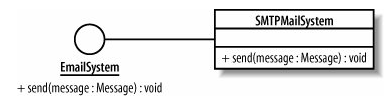 SMTPMailSystem
+ send(message : Message) : void
EmailSystem
+ send(message : Message) : void